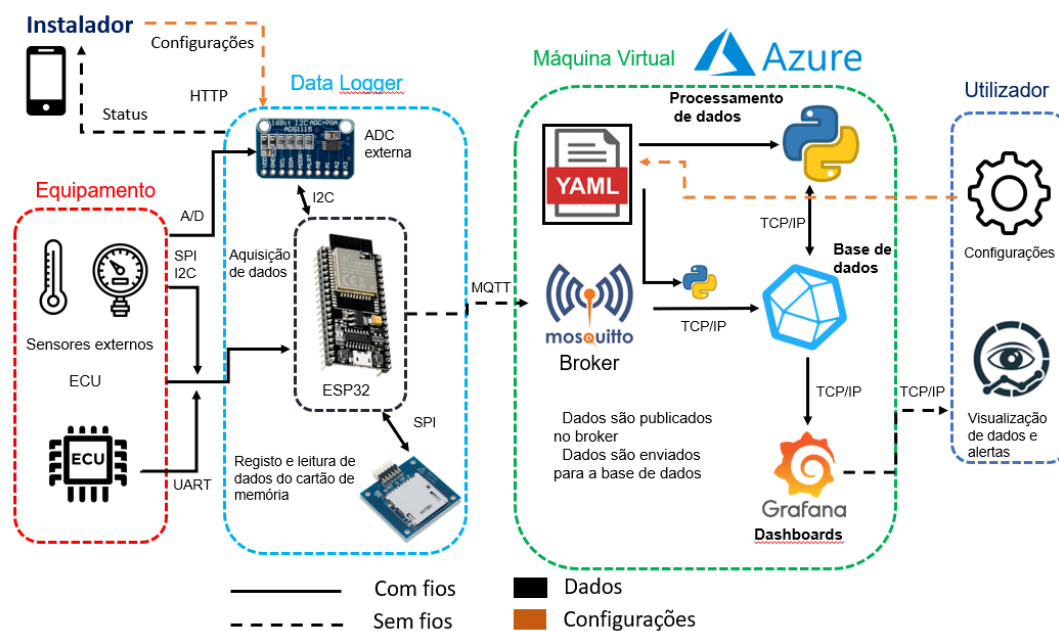 Instalador
Configurações
Status
HTTP
Data Logger
16Bit I2C ADC+PGA
ADS1115
ADC
externa
I2C
Equipamento
A/D
SPI
I2C
Sensores externos
ECU
ECU
UART
Aquisição
de dados
ESP32
SPI
Registo e leitura de
dados do cartão de
memória
MQTT
Máquina Virtual
Azure
Processamento
de dados
YAML
TCP/IP
Base de
dados
mosquitto
Broker
TCP/IP
TCP/IP
Dados são publicados
no broker
Dados são enviados
para a base de dados
Grafana
Dashboards
TCP/IP
Utilizador
Configurações
Visualização
de dados e
alertas
Com fios
Sem fios
Dados
Configurações